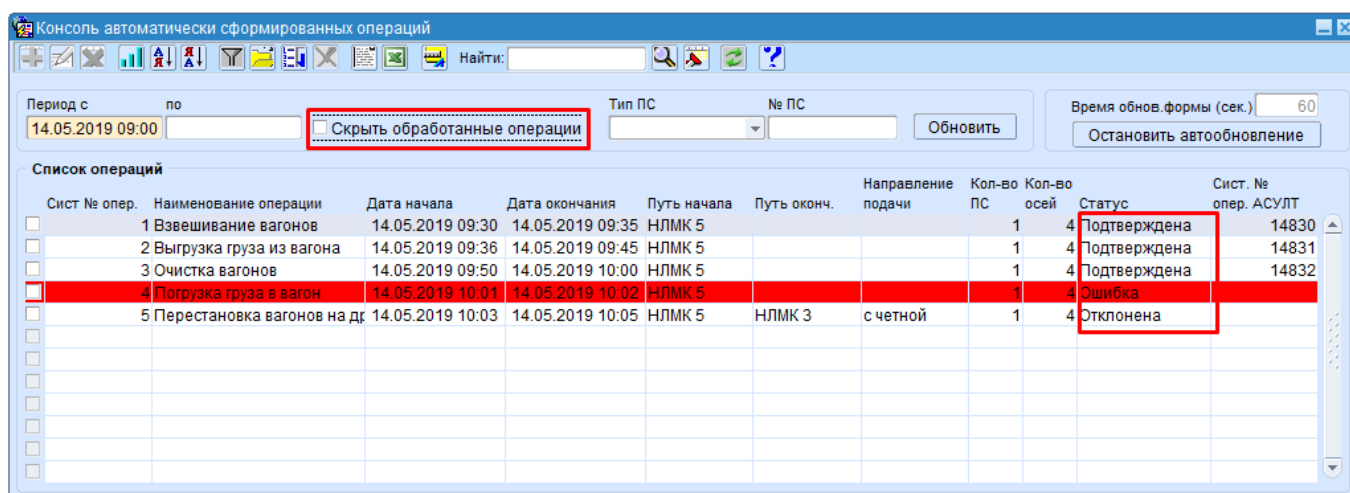 Консоль автоматически сформированных операций
Найти:
Период с по Тип ПС № ПС Время обнов.формы (сек.) 60
14.05.2019 09:00 Скрыть обработанные операции Обновить Остановить автообновление
Список операций
Направление Кол-во Кол-во Сист. №
Сист № опер. Наименование операции Дата начала Дата окончания Путь начала Путь оконч. подачи ПС осей Статус опер. АСУЛТ
1 Взвешивание вагонов 14.05.2019 09:30 14.05.2019 09:35 НЛМК 5 1 4 Подтверждена 14830
2 Выгрузка груза из вагона 14.05.2019 09:36 14.05.2019 09:45 НЛМК 5 1 4 Подтверждена 14831
3 Очистка вагонов 14.05.2019 09:50 14.05.2019 10:00 НЛМК 5 1 4 Подтверждена 14832
4 Погрузка груза в вагон 14.05.2019 10:01 14.05.2019 10:02 НЛМК 5 1 4 Ошибка
5 Перестановка вагонов на др 14.05.2019 10:03 14.05.2019 10:05 НЛМК 5 НЛМК 3 с четной 1 4 Отклонена